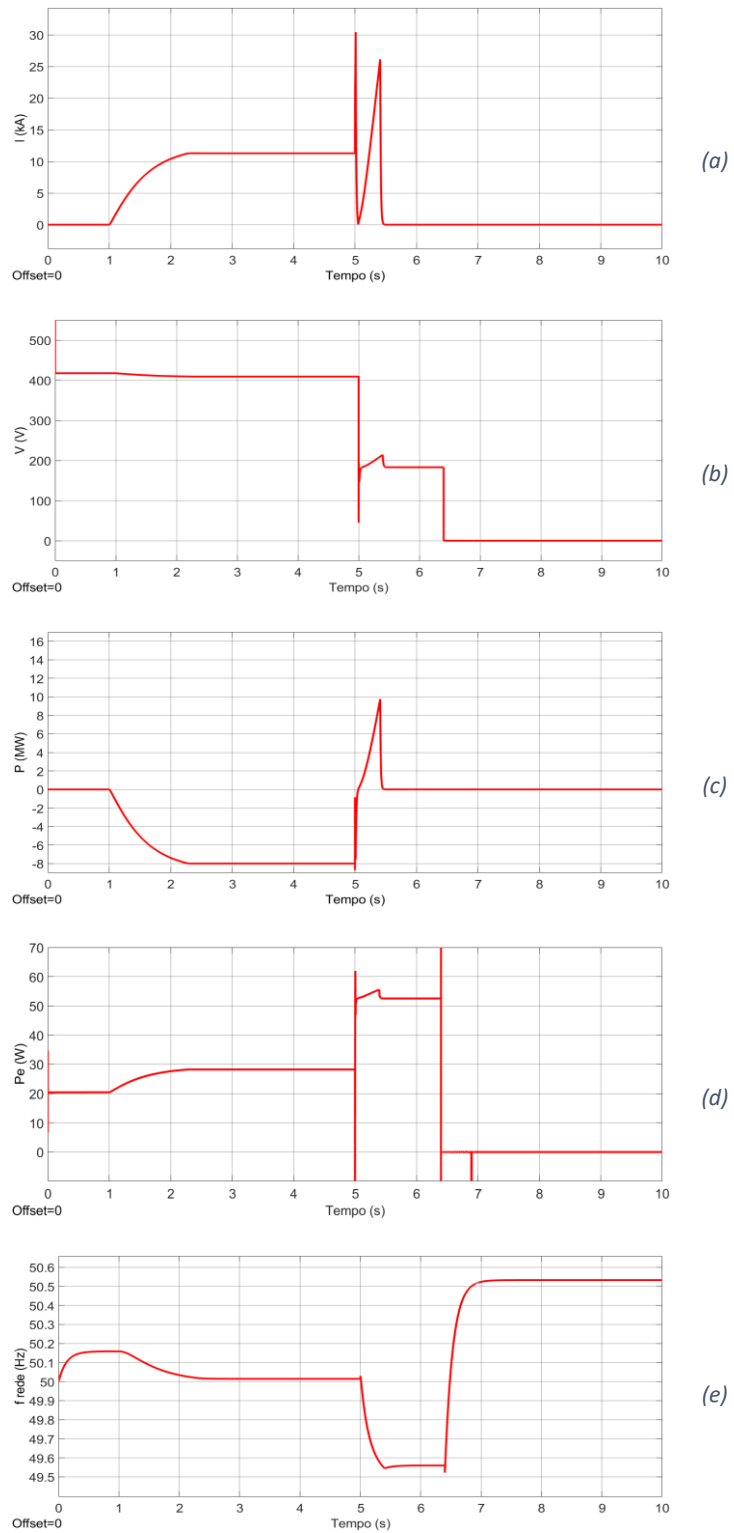 30
25
20
15
10
5
0
I (kA)
0 1 2 3 4 5 6 7 8 9 10
Offset=0
Tempo (s)
(a)
500
400
300
200
100
0
V (V)
0 1 2 3 4 5 6 7 8 9 10
Offset=0
Tempo (s)
(b)
16
14
12
10
8
6
4
2
0
-2
-4
-6
-8
P (MW)
0 1 2 3 4 5 6 7 8 9 10
Offset=0
Tempo (s)
(c)
70
60
50
40
30
20
10
0
Pe (W)
0 1 2 3 4 5 6 7 8 9 10
Offset=0
Tempo (s)
(d)
50.6
50.5
50.4
50.3
50.2
50.1
50
49.9
49.8
49.7
49.6
49.5
f rede (Hz)
0 1 2 3 4 5 6 7 8 9 10
Offset=0
Tempo (s)
(e)